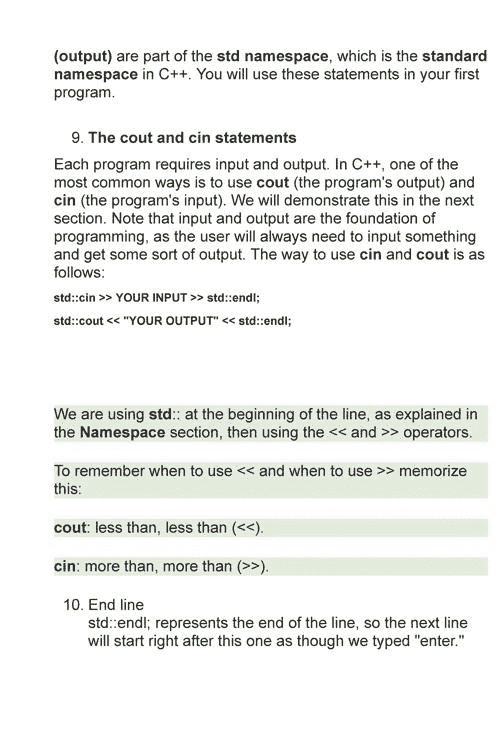 (output) are part of the std namespace, which is the standard
namespace in C++. You will use these statements in your first
program.
9. The cout and cin statements
Each program requires input and output. In C++, one of the
most common ways is to use cout (the program's output) and
cin (the program's input). We will demonstrate this in the next
section. Note that input and output are the foundation of
programming, as the user will always need to input something
and get some sort of output. The way to use cin and cout is as
follows:
std::cin >> YOUR INPUT >> std::endl;
std::cout << "YOUR OUTPUT" << std::endl;
We are using std:: at the beginning of the line, as explained in
the Namespace section, then using the << and >> operators.
To remember when to use << and when to use >> memorize
this:
cout: less than, less than (<<).
cin: more than, more than (>>).
10. End line
std::endl; represents the end of the line, so the next line
will start right after this one as though we typed "enter."